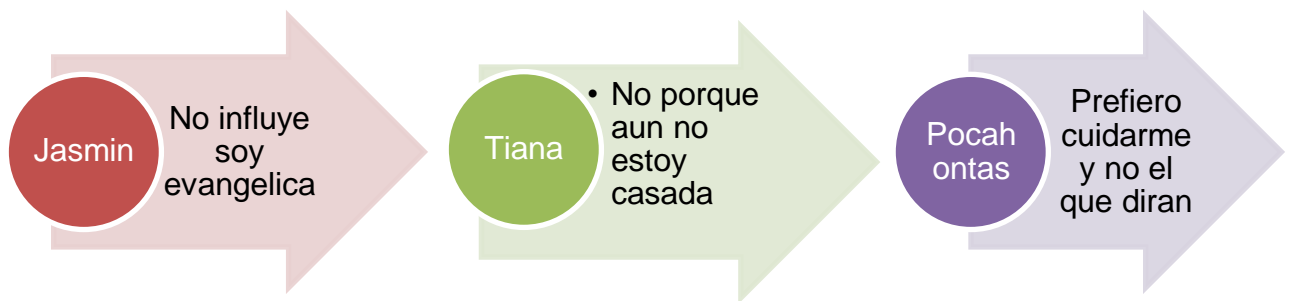 Jasmin
No influye
soy
evangelica
Tiana
• No porque
aun no
estoy
casada
Pocah
ontas
Prefiero
cuidarme
y no el
que diran